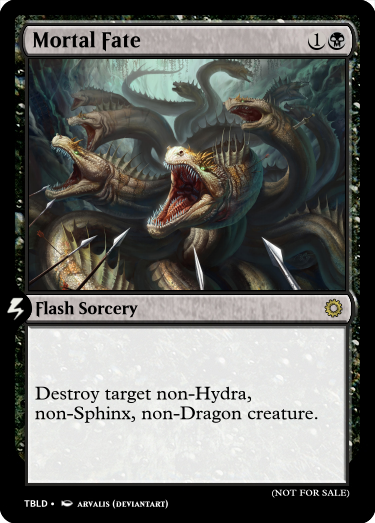 Mortal Fate 1
Flash Sorcery
Destroy target non-Hydra,
non-Sphinx, non-Dragon creature.
(NOT FOR SALE)
TBLD • ARVALIS (DEVIANTART)